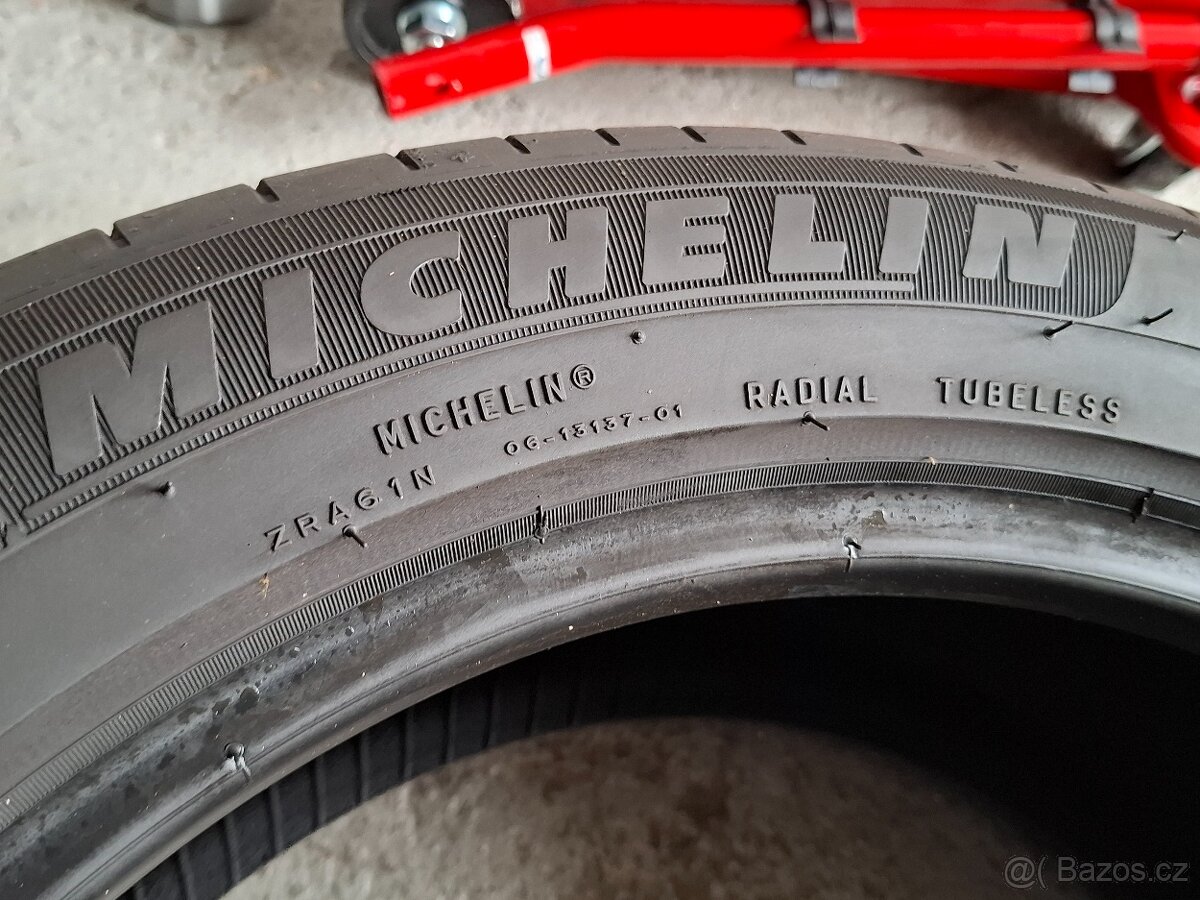 MICHELIN
MICHELIN®
RADIAL TUBELESS
ZRA61N 06-13137-01
@( Bazos.cz